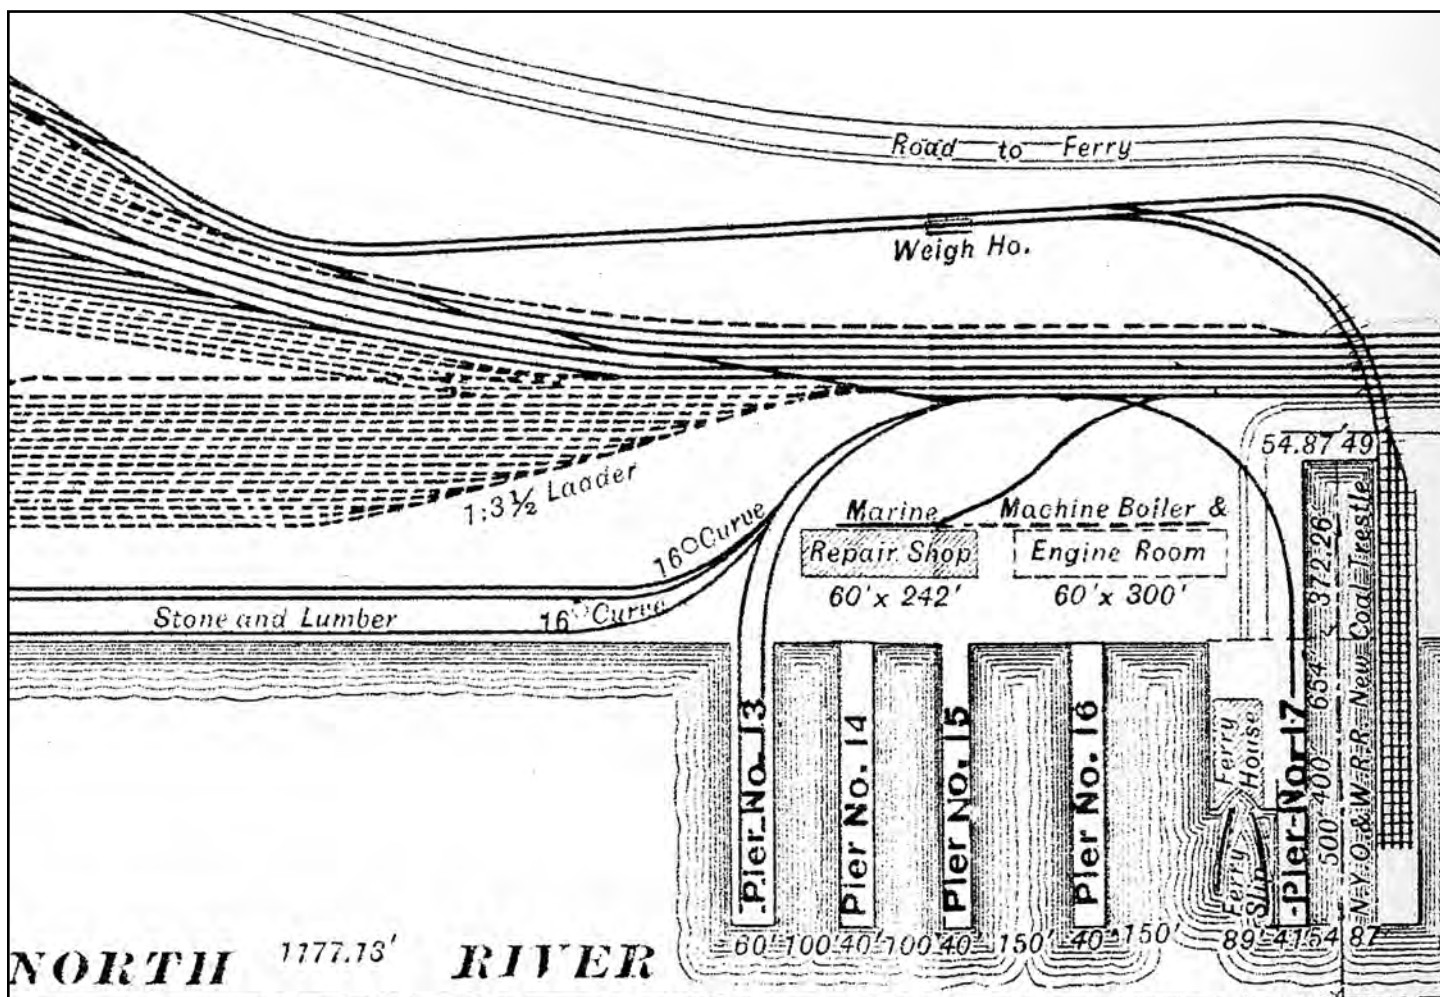 Road to Ferry
Weigh Ho.
54.87' 49
1:3½ Ladder
16° Curve
Marine
Repair Shop
60' x 242'
Machine Boiler &
Engine Room
60' x 300'
Stone and Lumber
16° Curve
Pier No. 13
Pier No. 14
Pier No. 15
Pier No. 16
Ferry
House
Ferry
Slip
Pier No. 17
500' 400' 654' 372.26'
N.Y.O.&W.R.R. New Coal Trestle
60' 100' 40' 100' 40' 150' 40' 150' 89' 41' 54 87'
NORTH 1177.13' RIVER